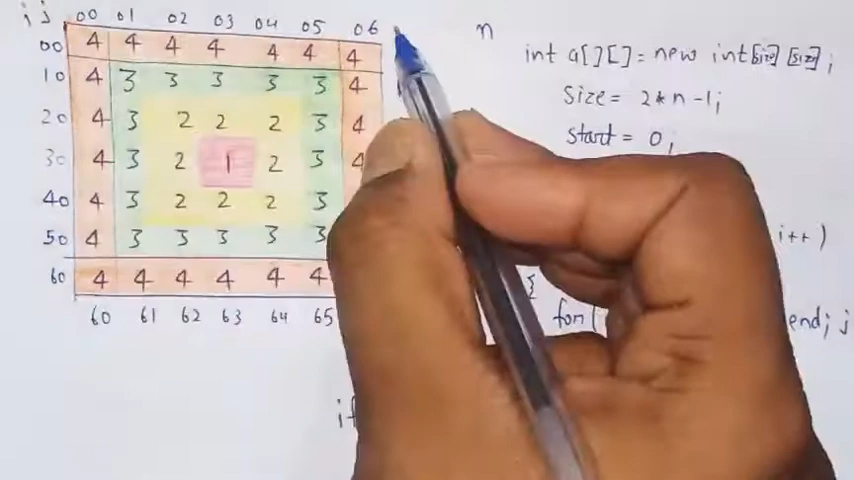 i j 00 01 02 03 04 05 06
00 4 4 4 4 4 4 4
10 4 3 3 3 3 3 4
20 4 3 2 2 2 3 4
30 4 3 2 1 2 3 4
40 4 3 2 2 2 3
50 4 3 3 3 3 3
60 4 4 4 4 4 4
60 61 62 63 64 65
n
int a[][]= new int[size] [size];
Size= 2*n-1;
start= 0;
i++)
{
for( end; j
if